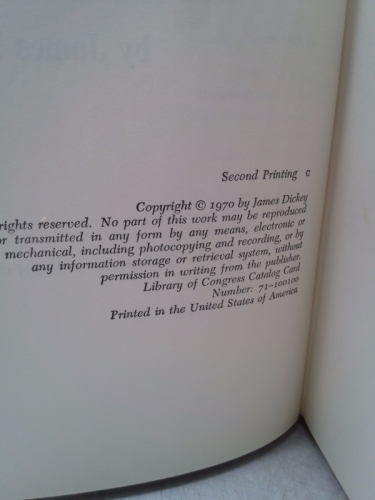 Second Printing C
Copyright © 1970 by James Dickey
rights reserved. No part of this work may be reproduced
or transmitted in any form by any means, electronic or
mechanical, including photocopying and recording, or by
any information storage or retrieval system, without
permission in writing from the publisher.
Library of Congress Catalog Card
Number: 71-100100
Printed in the United States of America